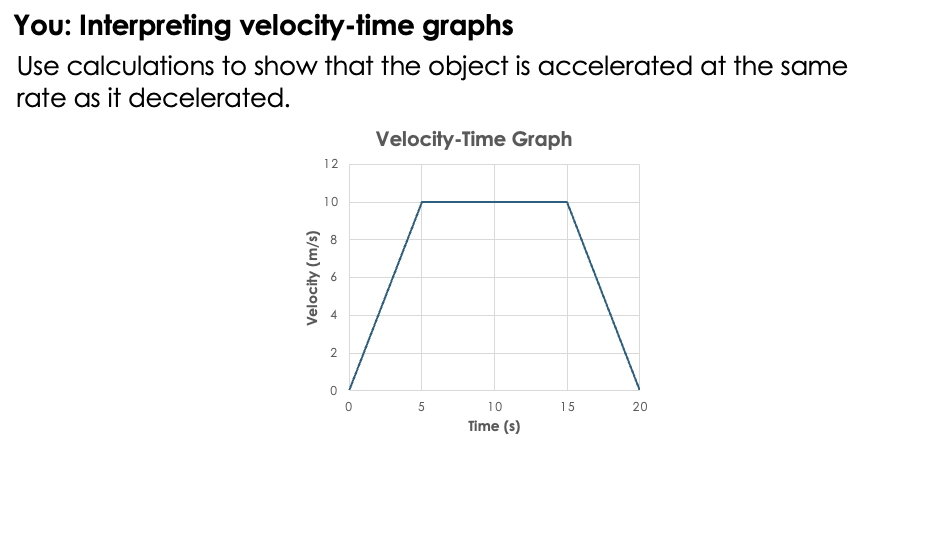 You: Interpreting velocity-time graphs
Use calculations to show that the object is accelerated at the same
rate as it decelerated.
Velocity-Time Graph
12
10
8
6
4
2
0
Velocity (m/s)
0 5 10 15 20
Time (s)